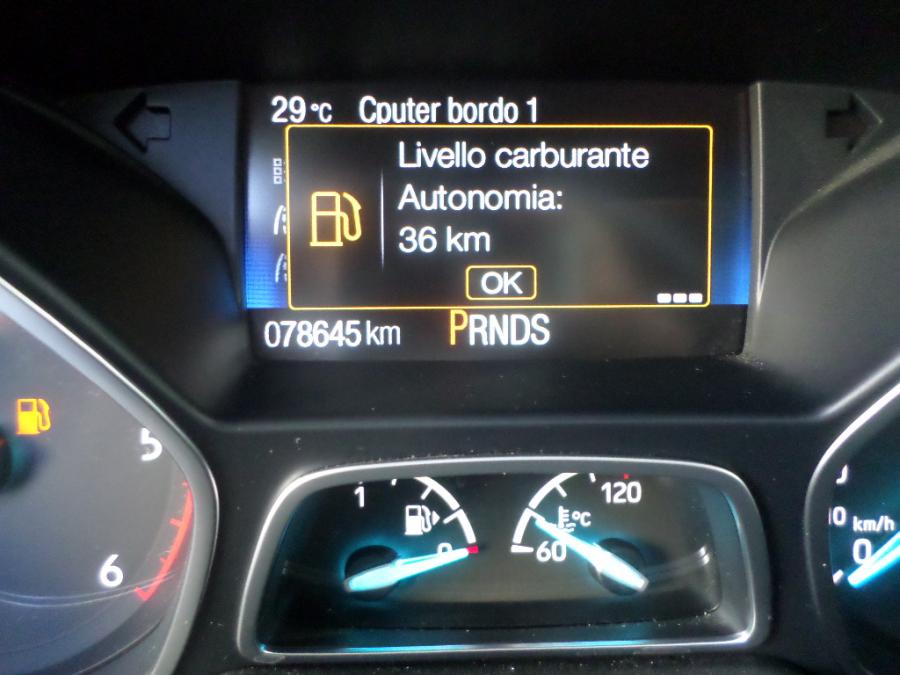 29°C Cputer bordo 1
Livello carburante
Autonomia:
36 km
OK
078645 km PRNDS
5
6
1
0
°C
120
60
km/h
0